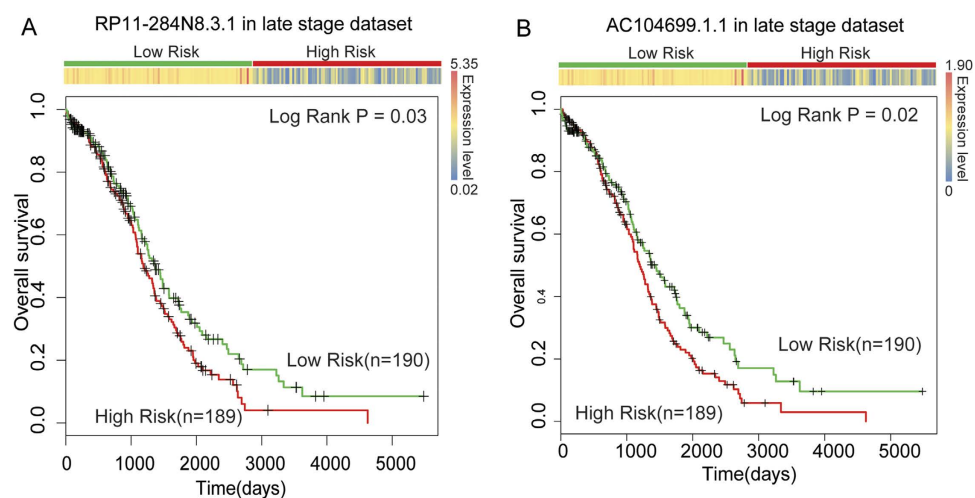 A
RP11-284N8.3.1 in late stage dataset
Low Risk
High Risk
5.35
Expression level
0.02
Log Rank P = 0.03
Overall survival
1.0
0.8
0.6
0.4
0.2
0.0
Low Risk(n=190)
High Risk(n=189)
0 1000 2000 3000 4000 5000
Time(days)
B
AC104699.1.1 in late stage dataset
Low Risk
High Risk
1.90
Expression level
0
Log Rank P = 0.02
Overall survival
1.0
0.8
0.6
0.4
0.2
0.0
Low Risk(n=190)
High Risk(n=189)
0 1000 2000 3000 4000 5000
Time(days)